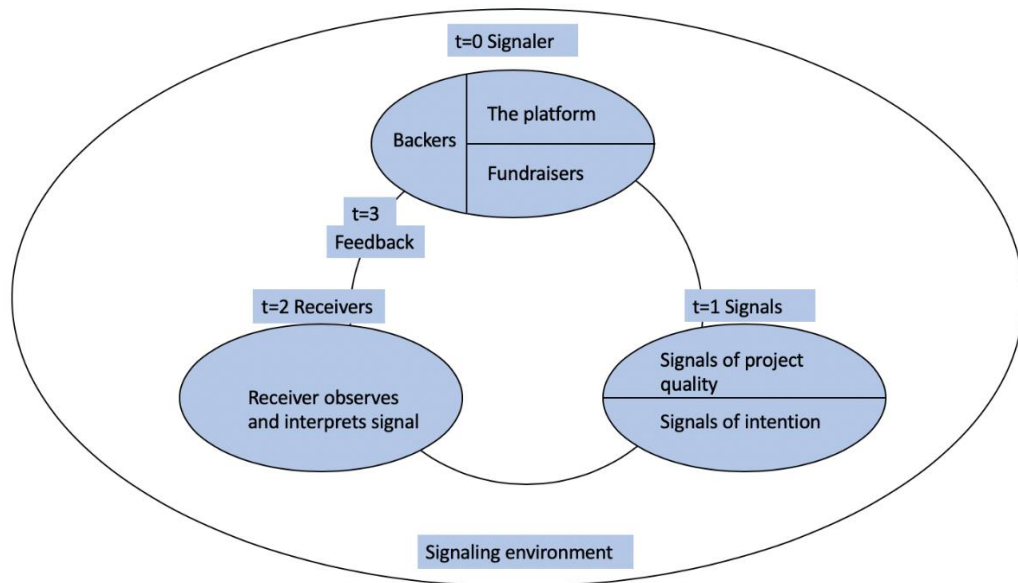 t=0 Signaler
Backers
The platform
Fundraisers
t=3
Feedback
t=2 Receivers
t=1 Signals
Receiver observes
and interprets signal
Signals of project
quality
Signals of intention
Signaling environment